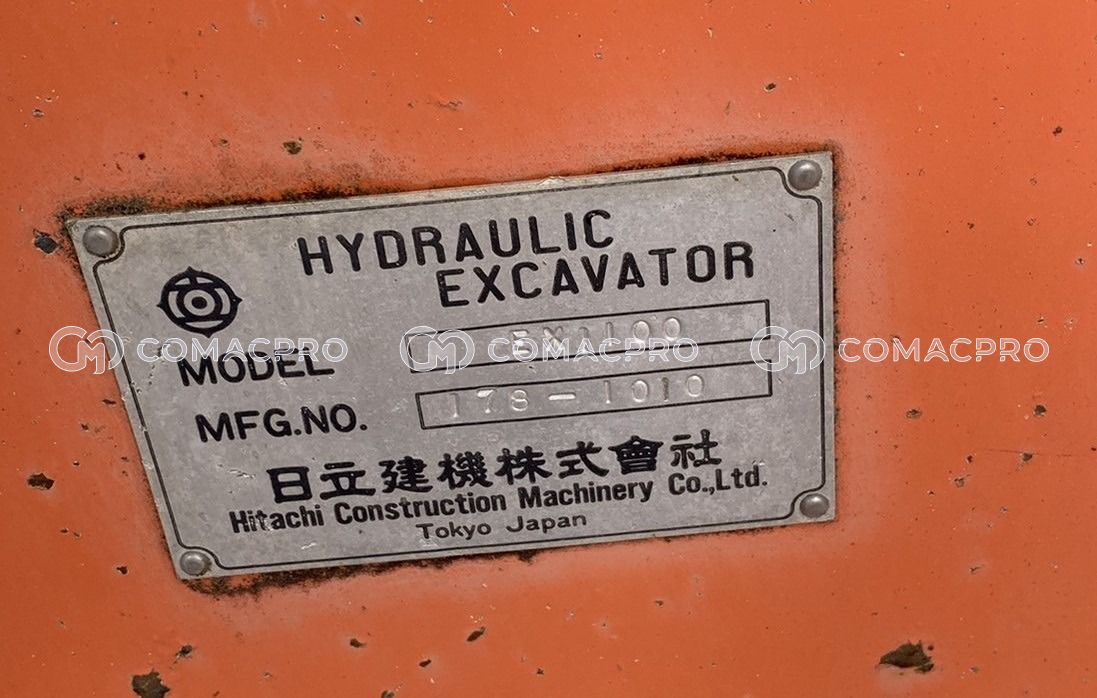 HYDRAULIC
EXCAVATOR
MODEL EX1100
COMACPRO COMACPRO COMACPRO
MFG.NO. 178-1010
日立建機株式會社
Hitachi Construction Machinery Co.,Ltd.
Tokyo Japan